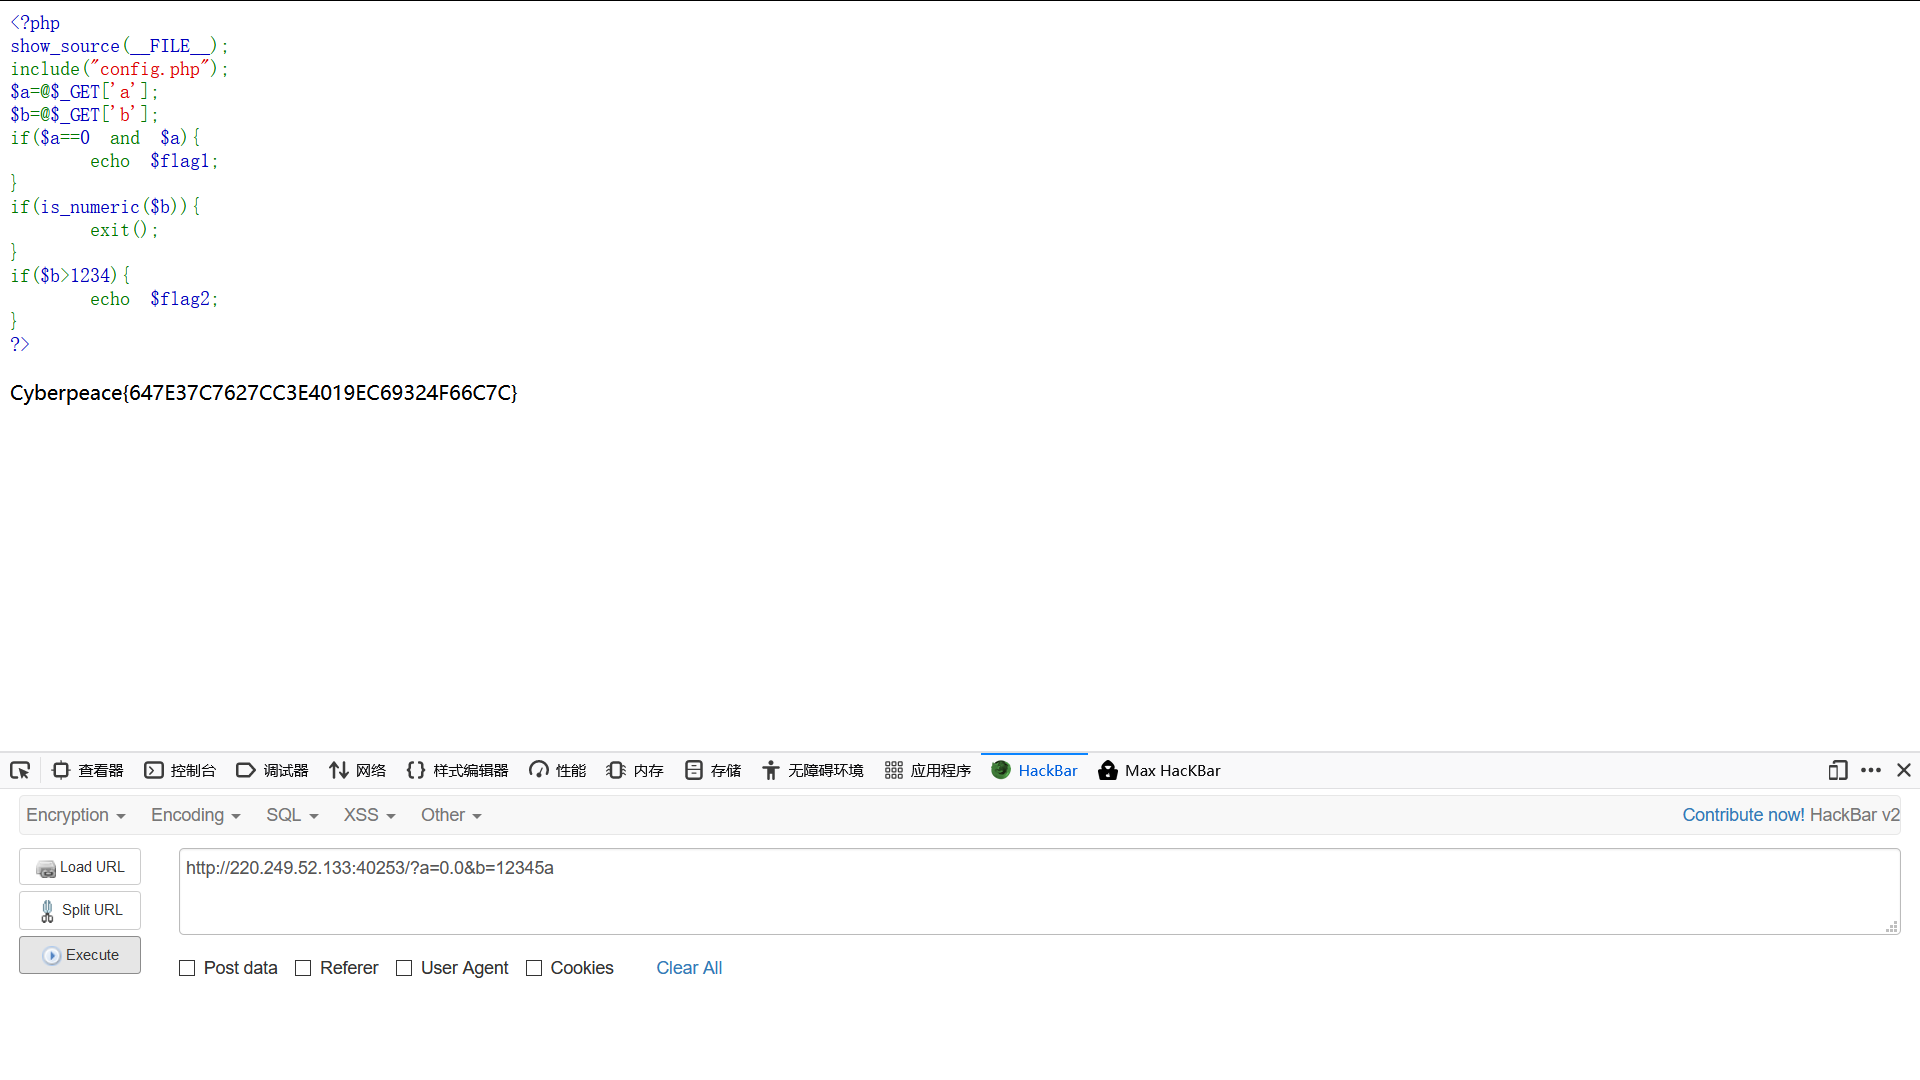 <?php
show_source(__FILE__);
include("config.php");
$a=@$_GET['a'];
$b=@$_GET['b'];
if($a==0 and $a){
echo $flag1;
}
if(is_numeric($b)){
exit();
}
if($b>1234){
echo $flag2;
}
?>
Cyberpeace{647E37C7627CC3E4019EC69324F66C7C}
查看器 控制台 调试器 网络 样式编辑器 性能 内存 存储 无障碍环境 应用程序 HackBar Max HacKBar
Encryption Encoding SQL XSS Other Contribute now! HackBar v2
Load URL http://220.249.52.133:40253/?a=0.0&b=12345a
Split URL
Execute
Post data Referer User Agent Cookies Clear All